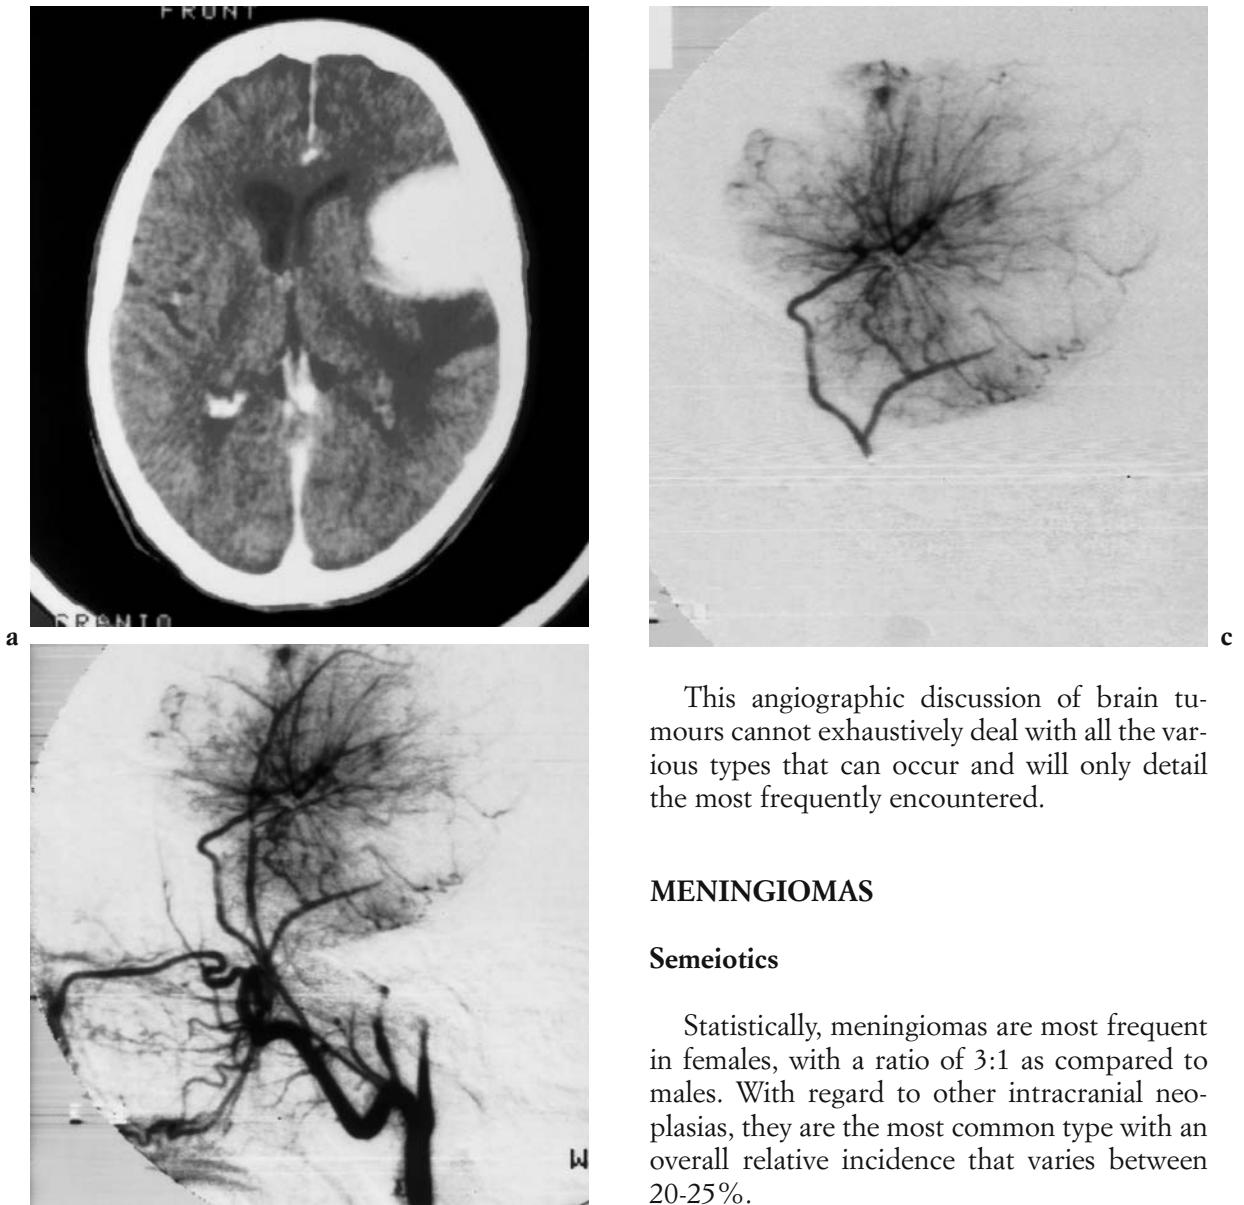 FRONT
CRANIO
a
c
W
This angiographic discussion of brain tu-
mours cannot exhaustively deal with all the var-
ious types that can occur and will only detail
the most frequently encountered.
MENINGIOMAS
Semeiotics
Statistically, meningiomas are most frequent
in females, with a ratio of 3:1 as compared to
males. With regard to other intracranial neo-
plasias, they are the most common type with an
overall relative incidence that varies between
20-25%.